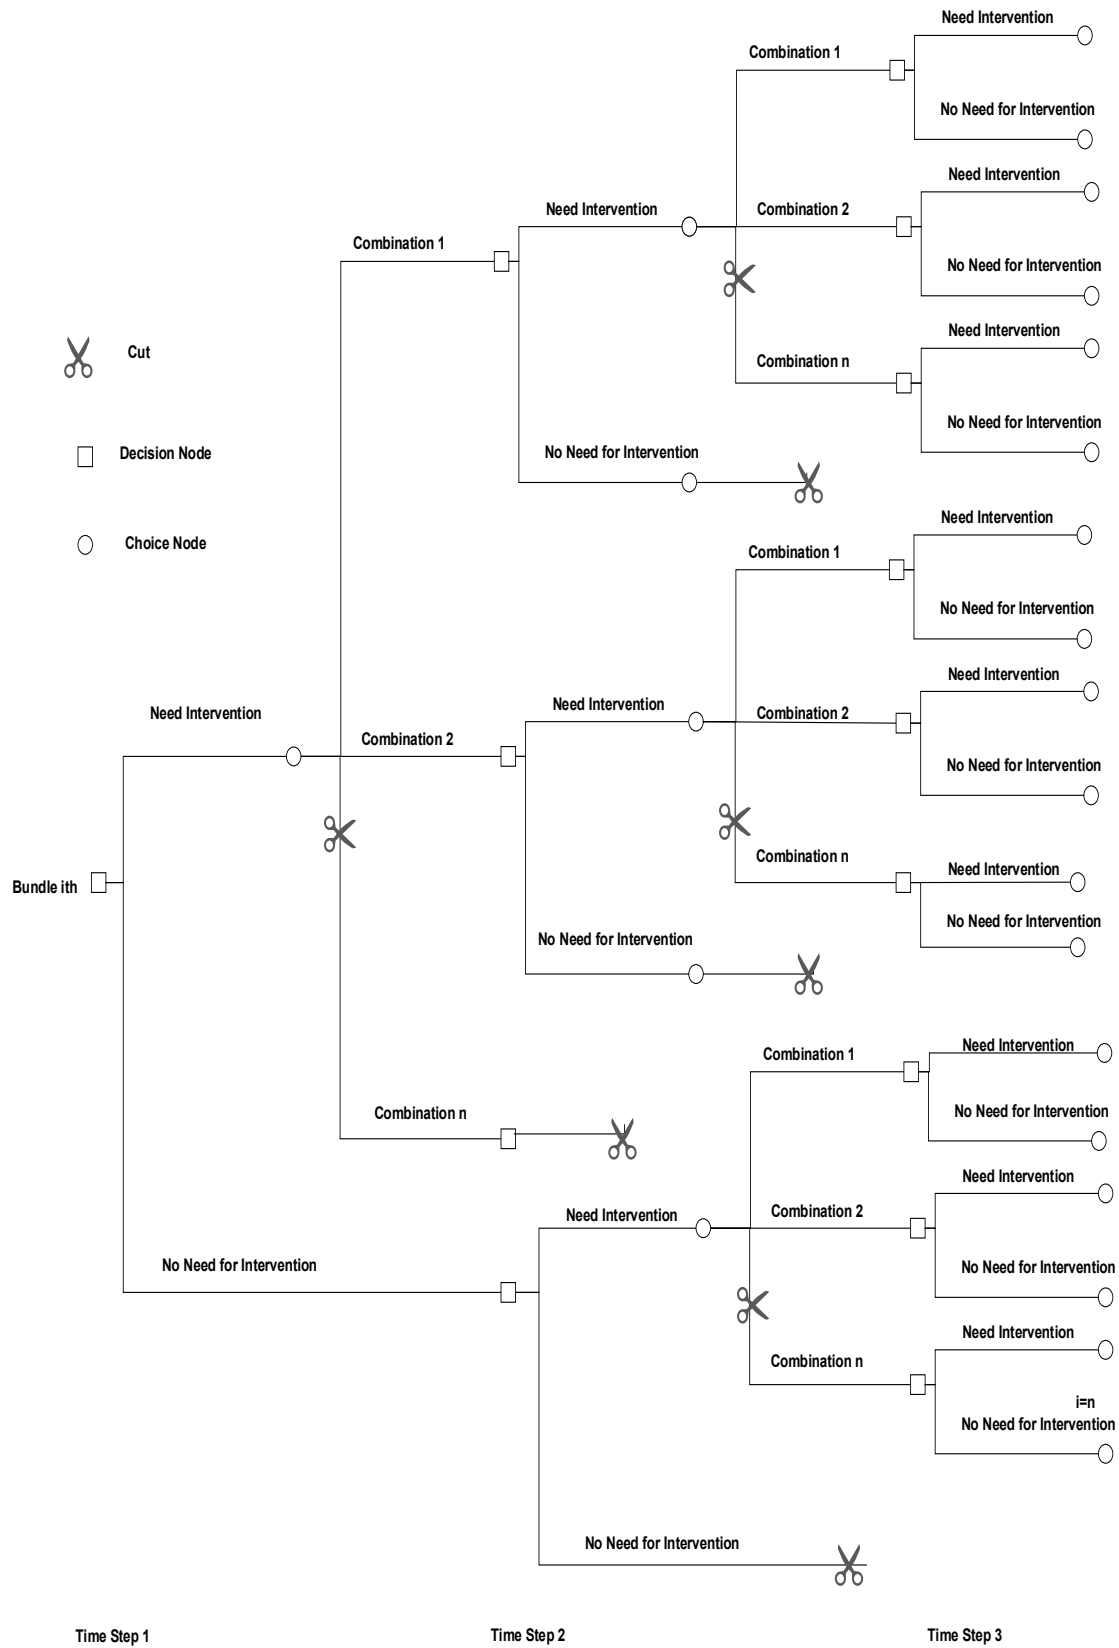 Need Intervention
Combination 1
No Need for Intervention
Need Intervention
Need Intervention
Combination 2
Combination 1
No Need for Intervention
Need Intervention
Cut
Combination n
No Need for Intervention
No Need for Intervention
Decision Node
Need Intervention
Choice Node
Combination 1
No Need for Intervention
Need Intervention
Need Intervention
Need Intervention
Combination 2
Combination 2
No Need for Intervention
Combination n
Need Intervention
Bundle ith
No Need for Intervention
No Need for Intervention
Need Intervention
Combination 1
Combination n
No Need for Intervention
Need Intervention
Need Intervention
Combination 2
No Need for Intervention
No Need for Intervention
Need Intervention
Combination n
i=n
No Need for Intervention
No Need for Intervention
Time Step 1
Time Step 2
Time Step 3